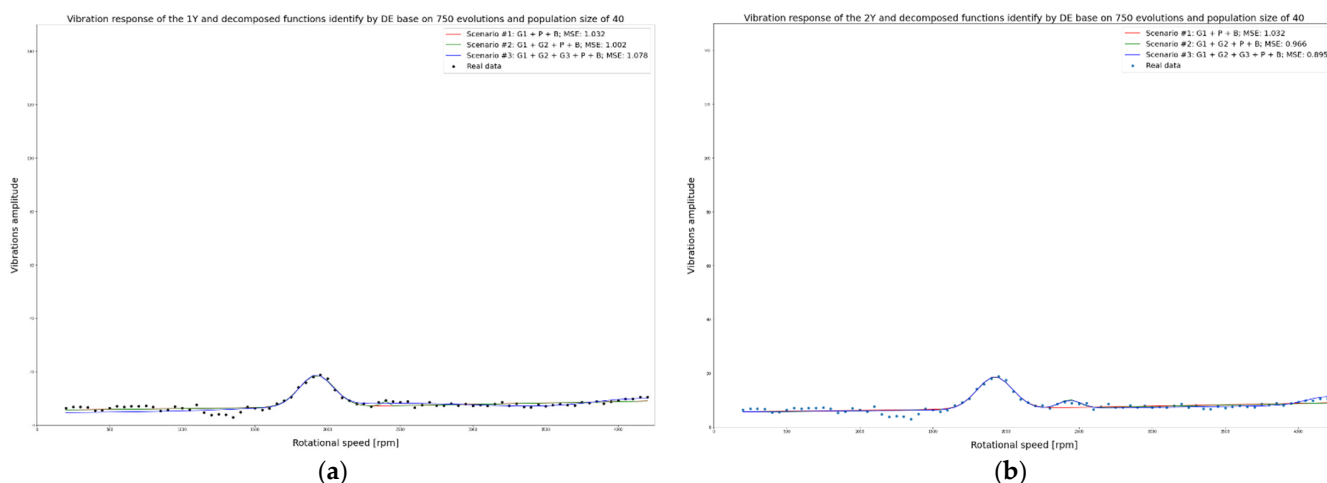 Vibration response of the 1Y and decomposed functions identify by DE base on 750 evolutions and population size of 40
Scenario #1: G1 + P + B; MSE: 1.032
Scenario #2: G1 + G2 + P + B; MSE: 1.002
Scenario #3: G1 + G2 + G3 + P + B; MSE: 1.078
Real data
Vibrations amplitude
Rotational speed [rpm]
(a)
Vibration response of the 2Y and decomposed functions identify by DE base on 750 evolutions and population size of 40
Scenario #1: G1 + P + B; MSE: 1.032
Scenario #2: G1 + G2 + P + B; MSE: 0.966
Scenario #3: G1 + G2 + G3 + P + B; MSE: 0.895
Real data
Vibrations amplitude
Rotational speed [rpm]
(b)